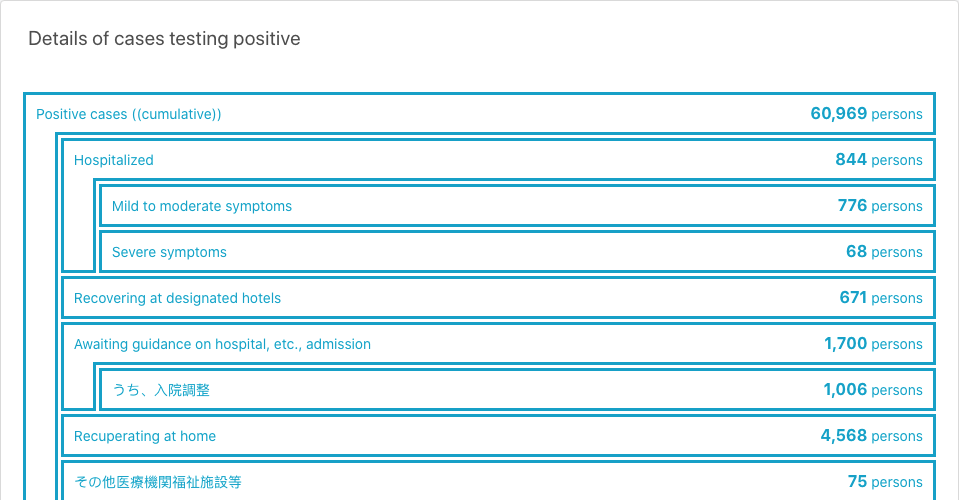 Details of cases testing positive
Positive cases ((cumulative)) 60,969 persons
Hospitalized 844 persons
Mild to moderate symptoms 776 persons
Severe symptoms 68 persons
Recovering at designated hotels 671 persons
Awaiting guidance on hospital, etc., admission 1,700 persons
うち、入院調整 1,006 persons
Recuperating at home 4,568 persons
その他医療機関福祉施設等 75 persons